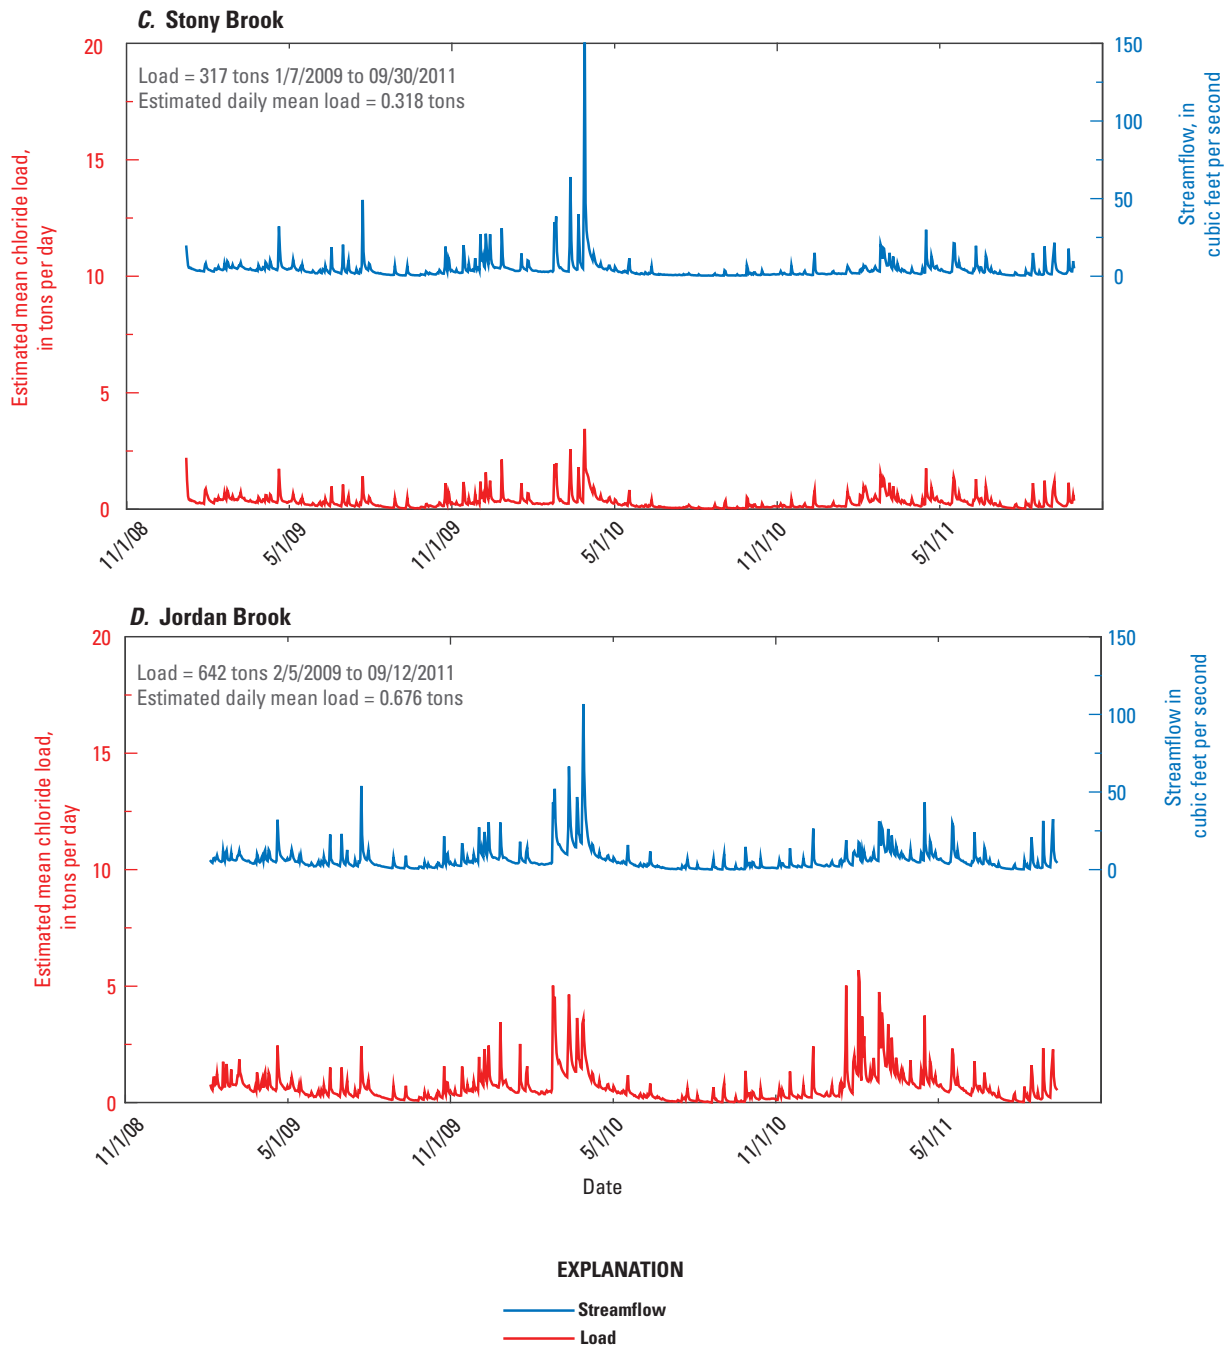 C. Stony Brook
20
15
10
5
0
Estimated mean chloride load,
in tons per day
Load = 317 tons 1/7/2009 to 09/30/2011
Estimated daily mean load = 0.318 tons
150
100
50
0
Streamflow, in
cubic feet per second
11/1/08
5/1/09
11/1/09
5/1/10
11/1/10
5/1/11
D. Jordan Brook
20
15
10
5
0
Estimated mean chloride load,
in tons per day
Load = 642 tons 2/5/2009 to 09/12/2011
Estimated daily mean load = 0.676 tons
150
100
50
0
Streamflow in
cubic feet per second
11/1/08
5/1/09
11/1/09
5/1/10
11/1/10
5/1/11
Date
EXPLANATION
Streamflow
Load